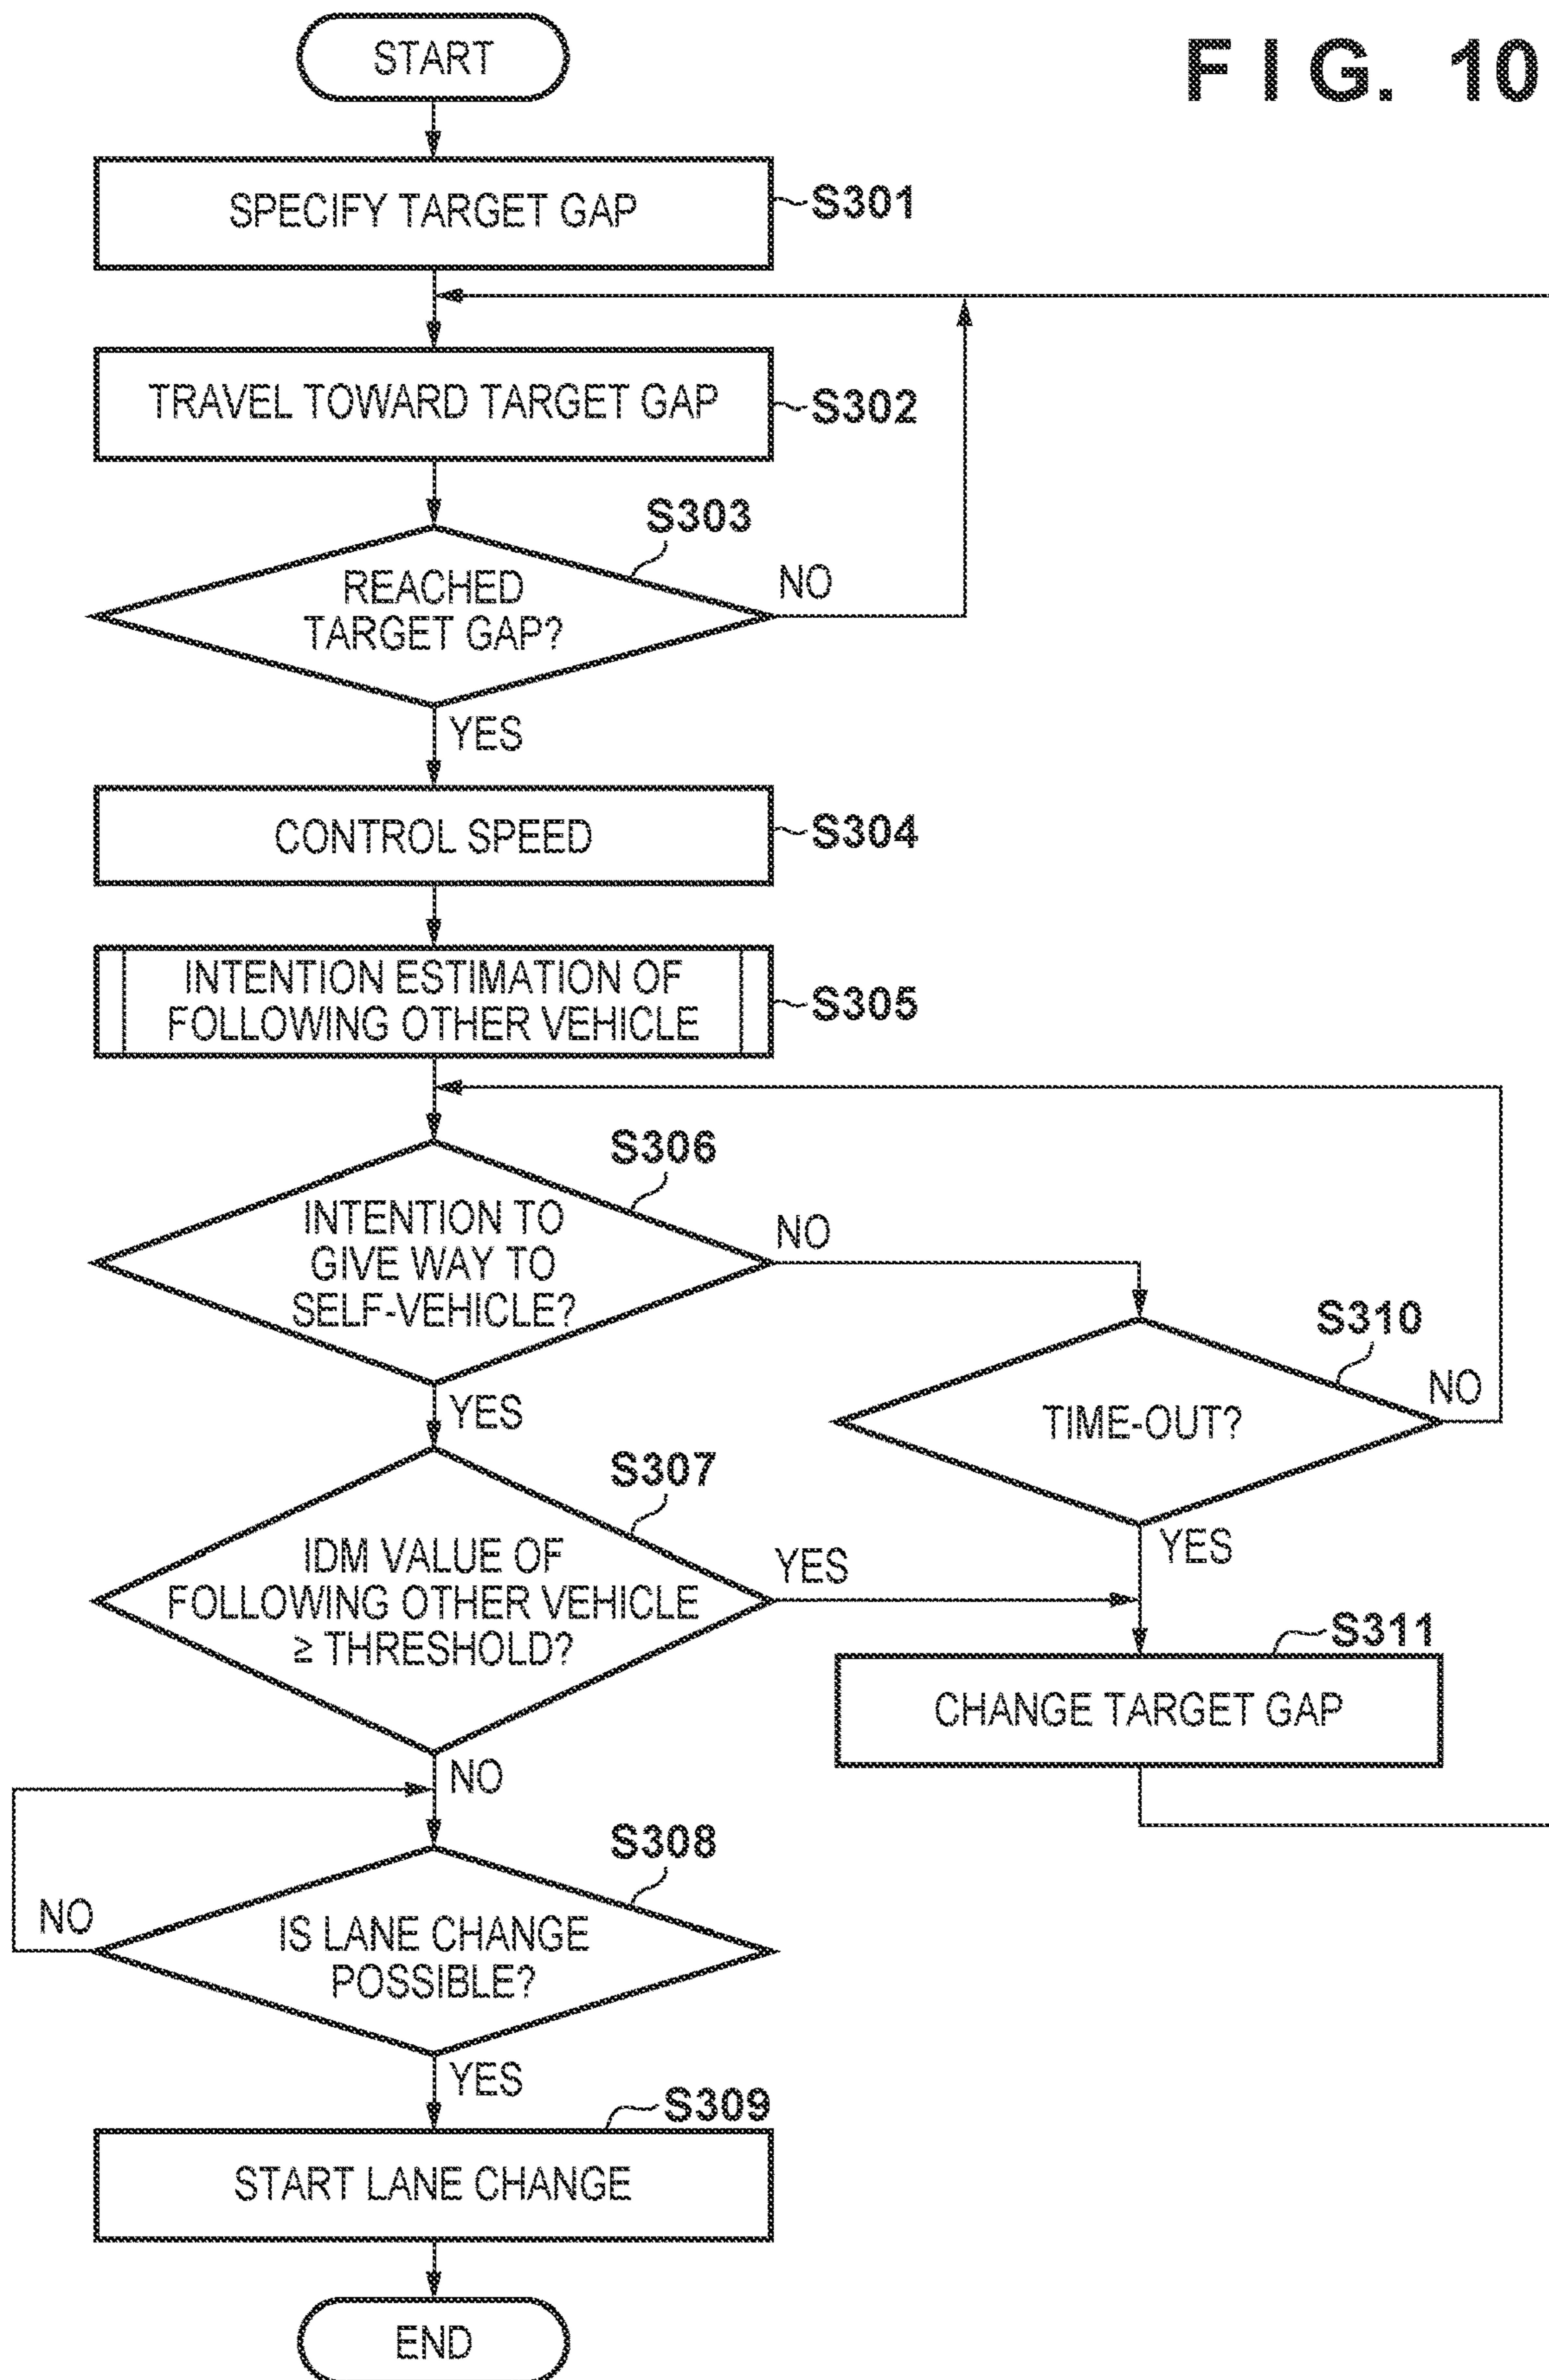 FIG. 10
START
SPECIFY TARGET GAP
S301
TRAVEL TOWARD TARGET GAP
S302
S303
REACHED
TARGET GAP?
NO
YES
CONTROL SPEED
S304
INTENTION ESTIMATION OF
FOLLOWING OTHER VEHICLE
S305
S306
INTENTION TO
GIVE WAY TO
SELF-VEHICLE?
NO
YES
S310
TIME-OUT?
NO
YES
S307
IDM VALUE OF
FOLLOWING OTHER VEHICLE
≥ THRESHOLD?
YES
NO
S311
CHANGE TARGET GAP
S308
IS LANE CHANGE
POSSIBLE?
NO
YES
S309
START LANE CHANGE
END